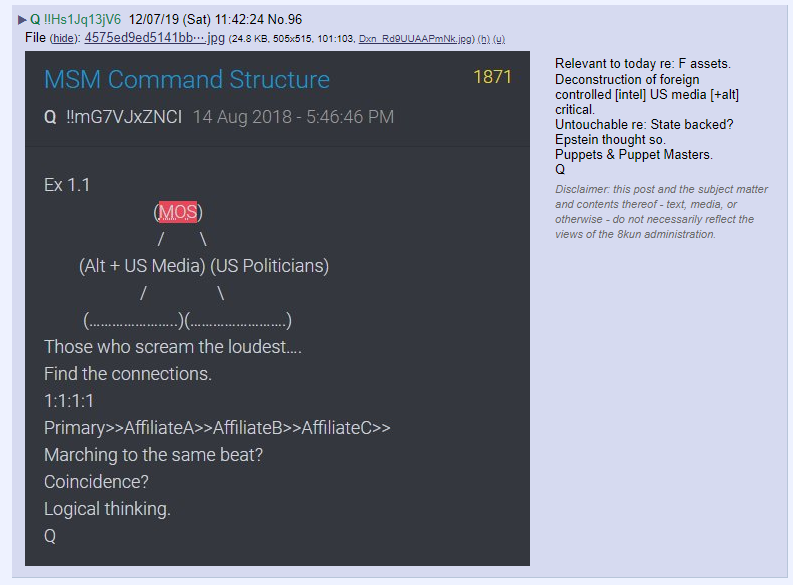 ▶Q !!Hs1Jq13jV6 12/07/19 (Sat) 11:42:24 No.96
File (hide): 4575ed9ed5141bb⋯.jpg (24.8 KB, 505x515, 101:103, Dxn_Rd9UUAAPmNk.jpg) (h) (u)
MSM Command Structure 1871
Q !!mG7VJxZNCI 14 Aug 2018 - 5:46:46 PM
Ex 1.1
(MOS)
/ \
(Alt + US Media) (US Politicians)
/ \
(…………………..)(…………………….)
Those who scream the loudest….
Find the connections.
1:1:1:1
Primary>>AffiliateA>>AffiliateB>>AffiliateC>>
Marching to the same beat?
Coincidence?
Logical thinking.
Q
Relevant to today re: F assets.
Deconstruction of foreign
controlled [intel] US media [+alt]
critical.
Untouchable re: State backed?
Epstein thought so.
Puppets & Puppet Masters.
Q
Disclaimer: this post and the subject matter
and contents thereof - text, media, or
otherwise - do not necessarily reflect the
views of the 8kun administration.